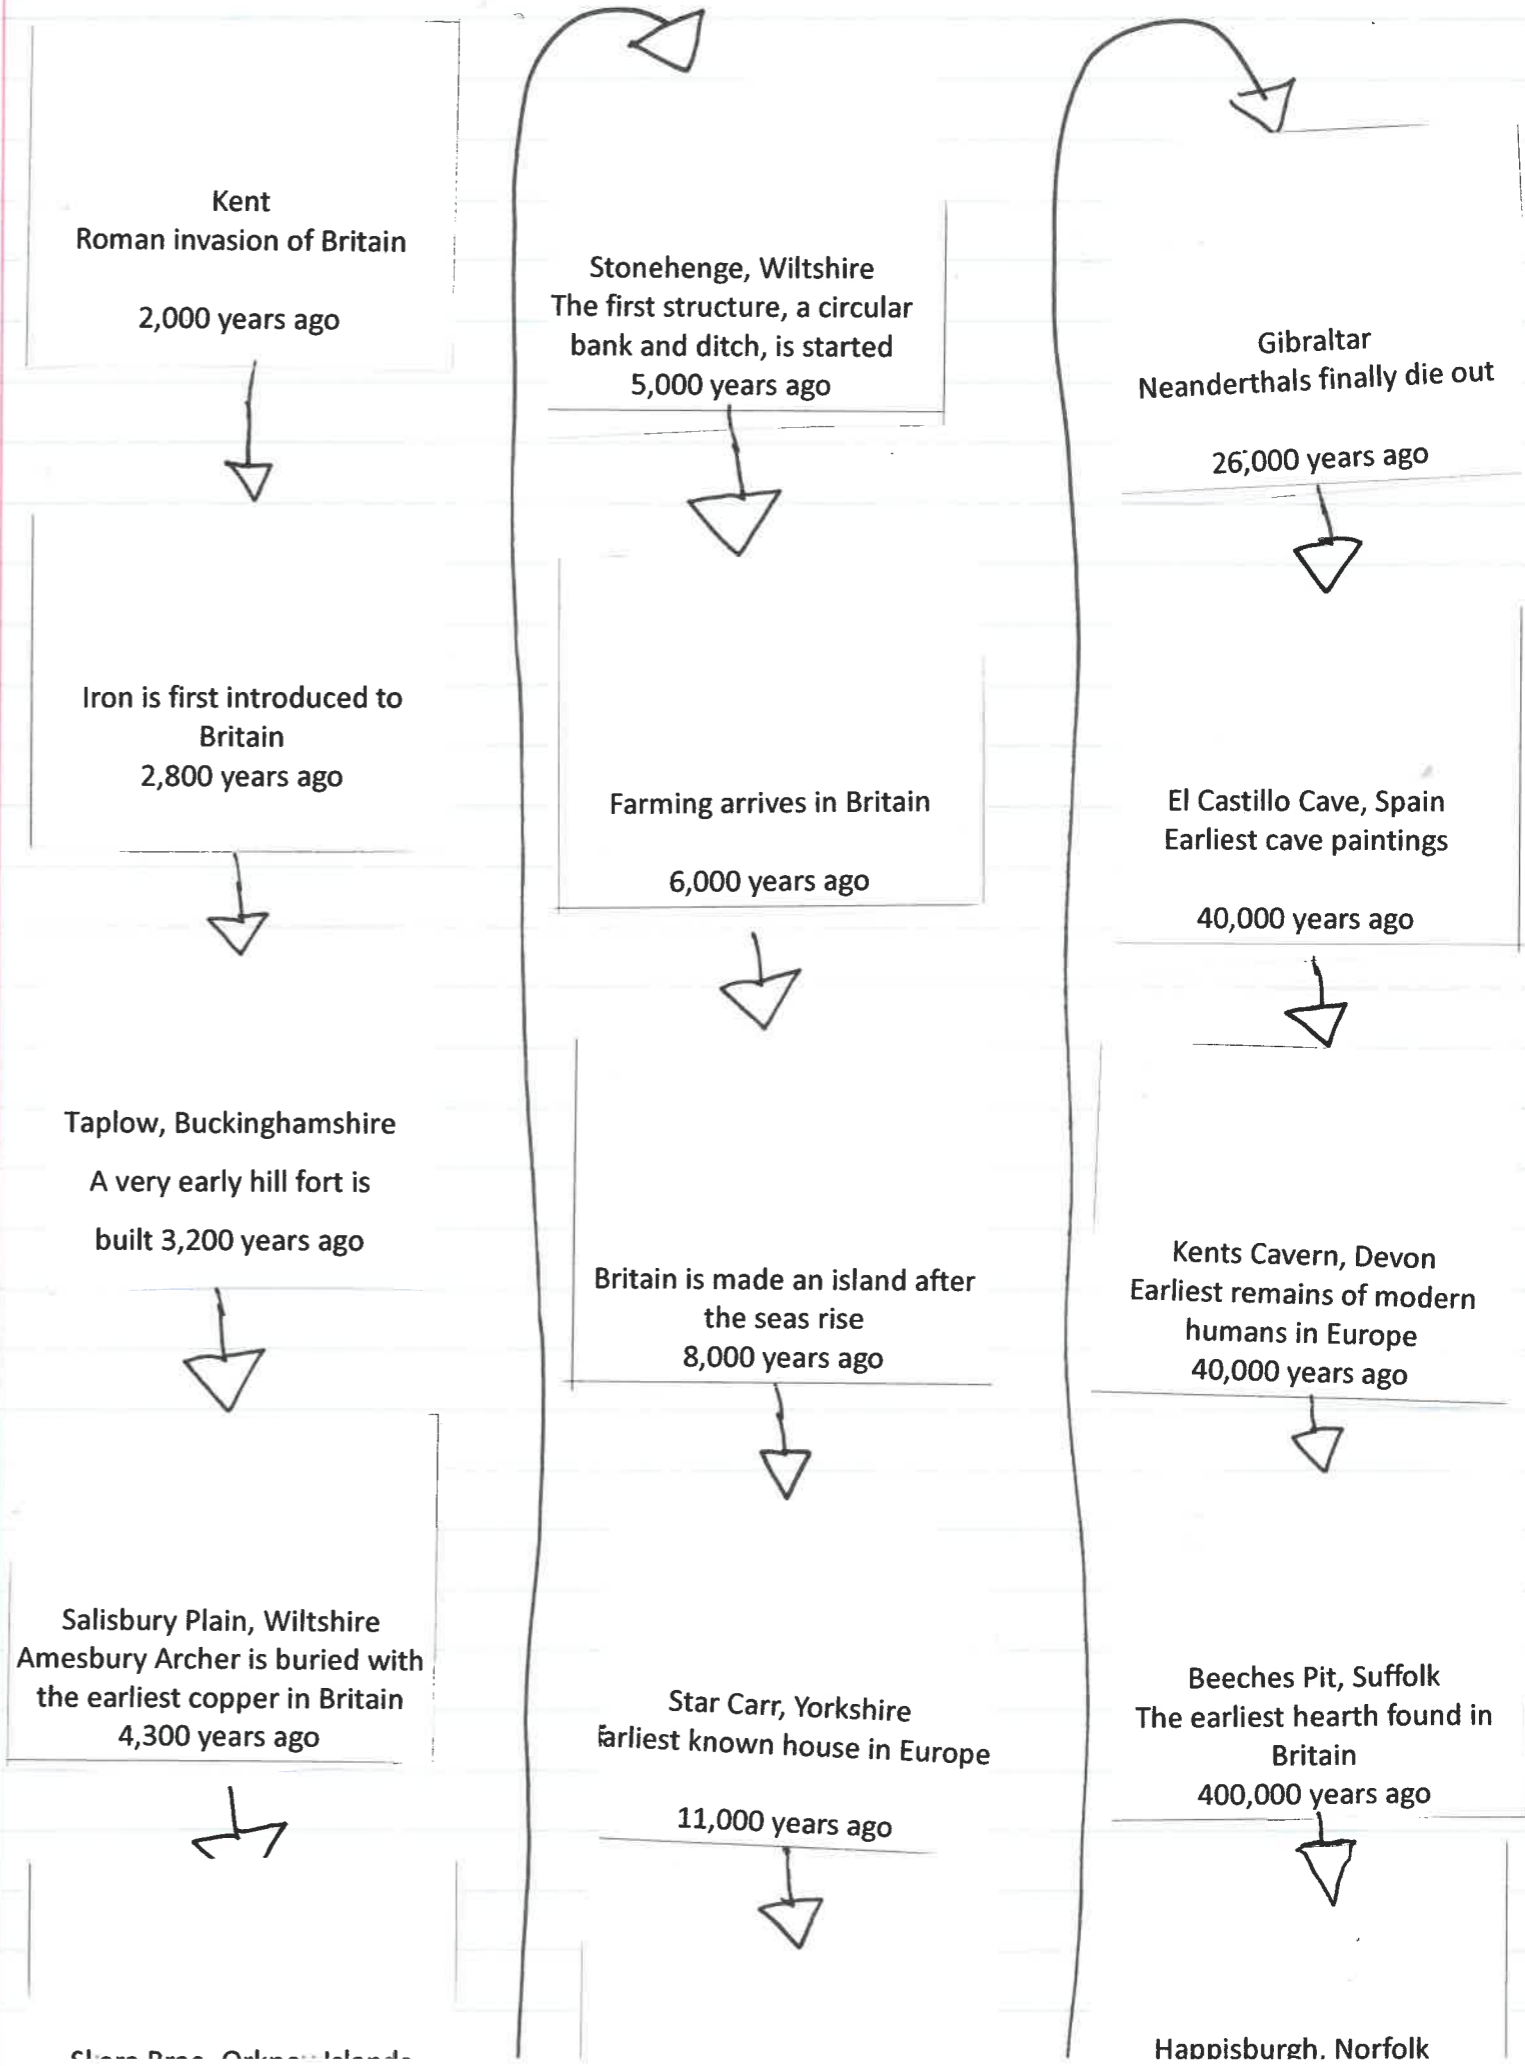 Kent
Roman invasion of Britain
2,000 years ago
Iron is first introduced to
Britain
2,800 years ago
Taplow, Buckinghamshire
A very early hill fort is
built 3,200 years ago
Salisbury Plain, Wiltshire
Amesbury Archer is buried with
the earliest copper in Britain
4,300 years ago
Skara Brae, Orkney Islands
Stonehenge, Wiltshire
The first structure, a circular
bank and ditch, is started
5,000 years ago
Farming arrives in Britain
6,000 years ago
Britain is made an island after
the seas rise
8,000 years ago
Star Carr, Yorkshire
Earliest known house in Europe
11,000 years ago
Gibraltar
Neanderthals finally die out
26,000 years ago
El Castillo Cave, Spain
Earliest cave paintings
40,000 years ago
Kents Cavern, Devon
Earliest remains of modern
humans in Europe
40,000 years ago
Beeches Pit, Suffolk
The earliest hearth found in
Britain
400,000 years ago
Happisburgh, Norfolk